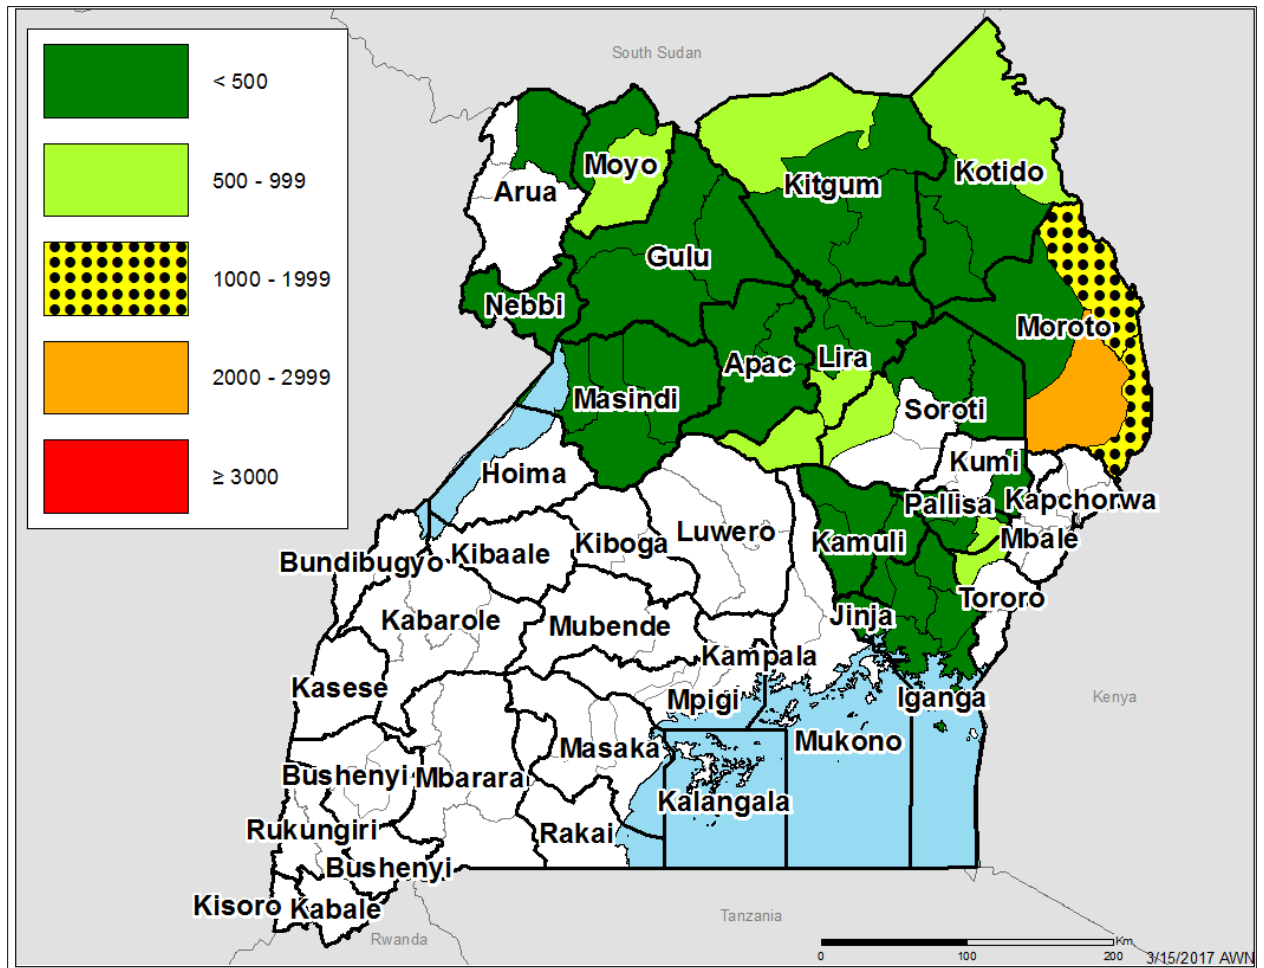 South Sudan
< 500
500 - 999
1000 - 1999
2000 - 2999
≥ 3000
Moyo
Arua
Kitgum
Kotido
Gulu
Nebbi
Moroto
Apac
Lira
Masindi
Soroti
Hoima
Kumi
Pallisa
Kapchorwa
Luwero
Kamuli
Mbale
Kiboga
Kibaale
Bundibugyo
Tororo
Jinja
Kabarole
Mubende
Kampala
Kasese
Mpigi
Iganga
Kenya
Mukono
Masaka
Bushenyi
Mbarara
Kalangala
Rukungiri
Rakai
Bushenyi
Kisoro
Kabale
Tanzania
Rwanda
Km
0 100 200
3/15/2017 AWN